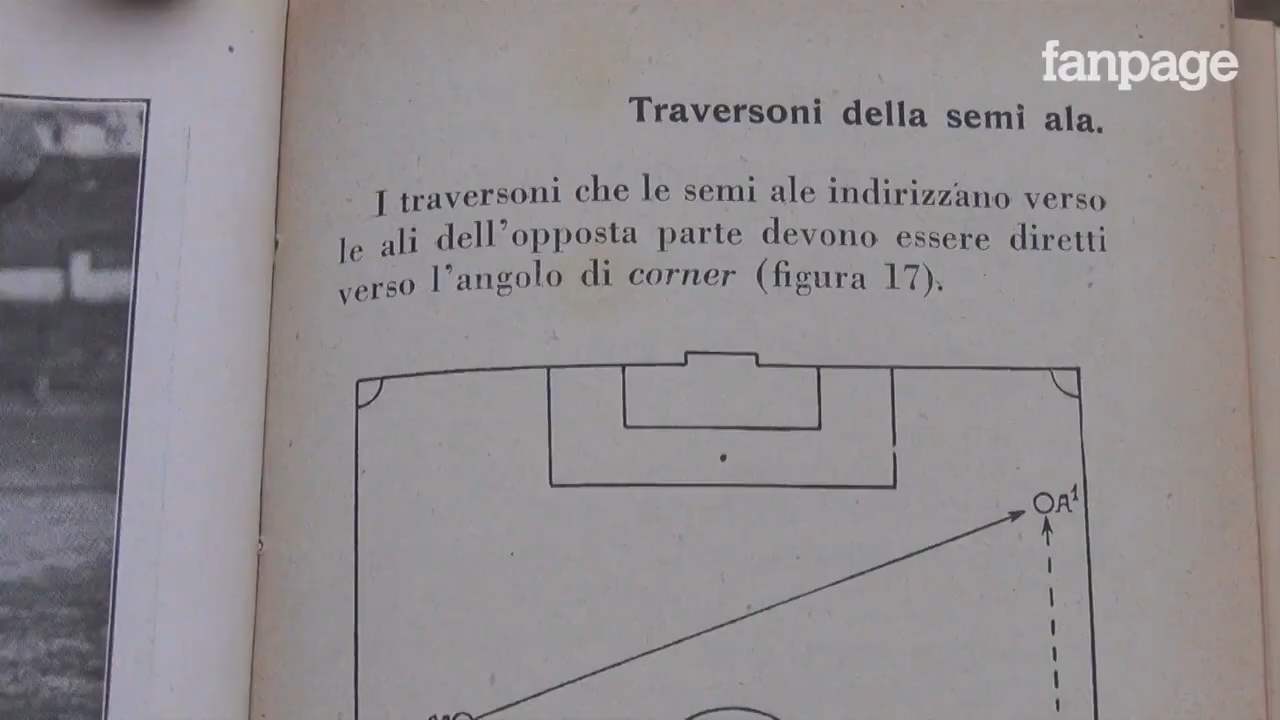 fanpage
Traversoni della semi ala.
I traversoni che le semi ale indirizzano verso
le ali dell'opposta parte devono essere diretti
verso l'angolo di corner (figura 17).
A¹